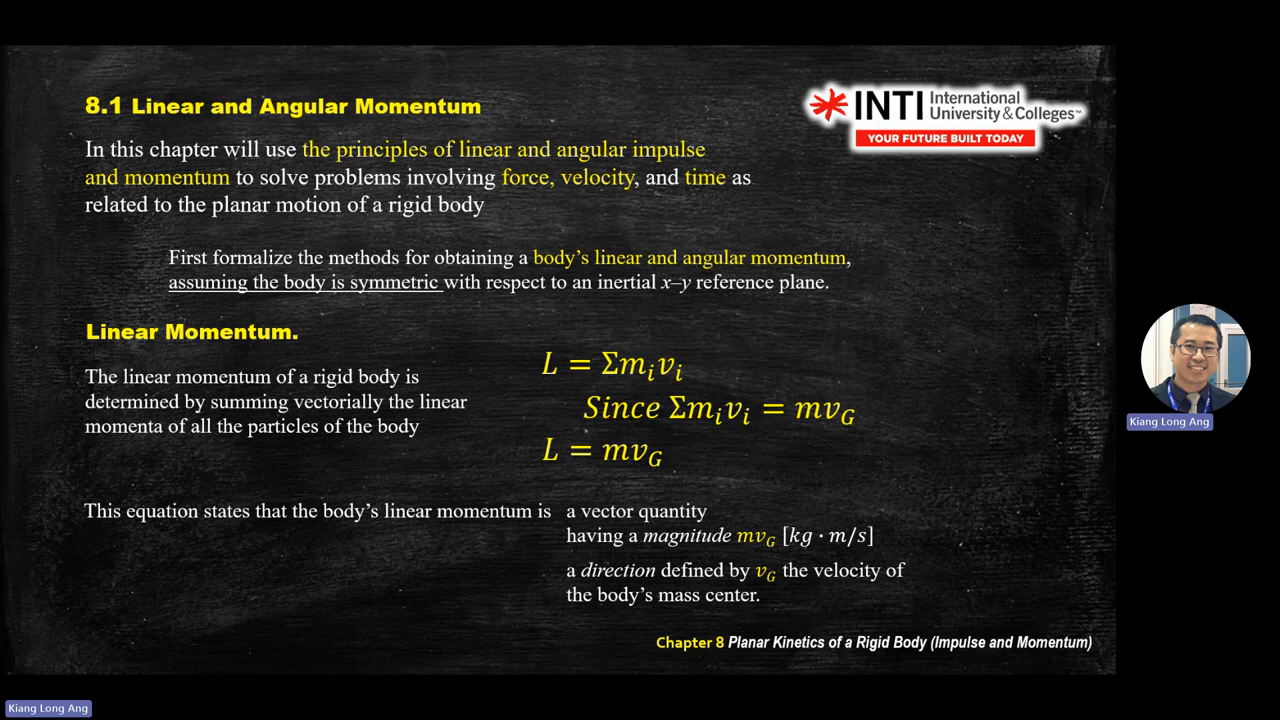 8.1 Linear and Angular Momentum
INTI International University & Colleges™
YOUR FUTURE BUILT TODAY
In this chapter will use the principles of linear and angular impulse
and momentum to solve problems involving force, velocity, and time as
related to the planar motion of a rigid body
First formalize the methods for obtaining a body's linear and angular momentum,
assuming the body is symmetric with respect to an inertial x–y reference plane.
Linear Momentum.
The linear momentum of a rigid body is
determined by summing vectorially the linear
momenta of all the particles of the body
L = Σmᵢvᵢ
Since Σmᵢvᵢ = mv_G
L = mv_G
This equation states that the body's linear momentum is a vector quantity
having a magnitude mv_G [kg · m/s]
a direction defined by v_G the velocity of
the body's mass center.
Chapter 8 Planar Kinetics of a Rigid Body (Impulse and Momentum)
Kiang Long Ang
Kiang Long Ang